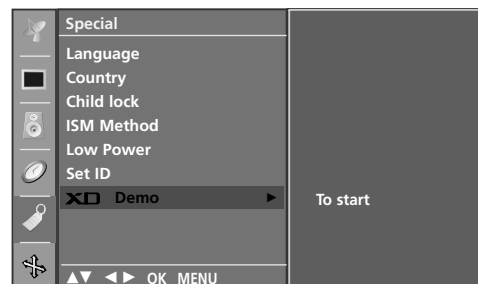 Special
Language
Country
Child lock
ISM Method
Low Power
Set ID
XD Demo ► To start
▲▼ ◄► OK MENU